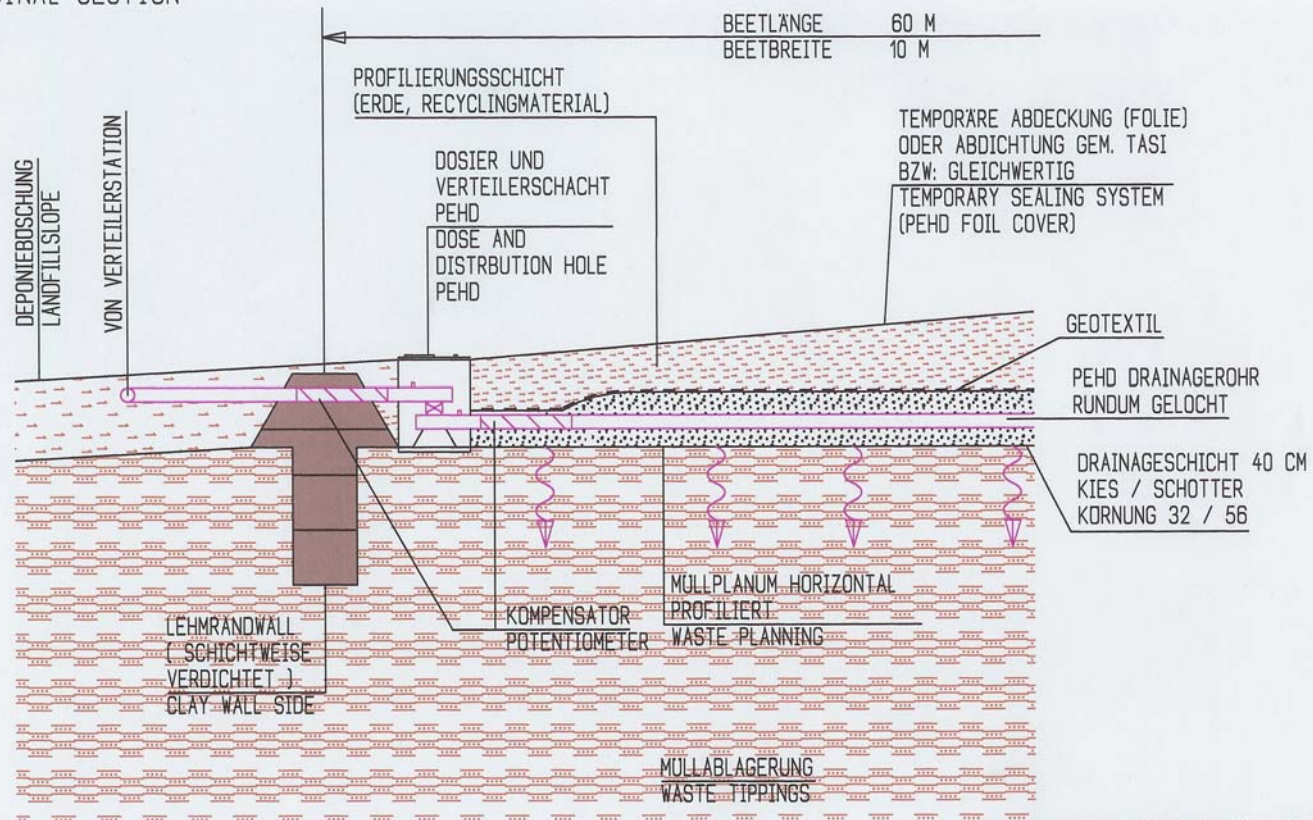 BEETLÄNGE 60 M
BEETBREITE 10 M
PROFILIERUNGSSCHICHT
(ERDE, RECYCLINGMATERIAL)
TEMPORÄRE ABDECKUNG (FOLIE)
ODER ABDICHTUNG GEM. TASI
BZW: GLEICHWERTIG
TEMPORARY SEALING SYSTEM
(PEHD FOIL COVER)
DEPONIEBÖSCHUNG
LANDFILLSLOPE
VON VERTEILERSTATION
DOSIER UND
VERTEILERSCHACHT
PEHD
DOSE AND
DISTRBUTION HOLE
PEHD
GEOTEXTIL
PEHD DRAINAGEROHR
RUNDUM GELOCHT
DRAINAGESCHICHT 40 CM
KIES / SCHOTTER
KÖRNUNG 32 / 56
LEHMRANDWALL
( SCHICHTWEISE
VERDICHTET )
CLAY WALL SIDE
KOMPENSATOR
POTENTIOMETER
MÜLLPLANUM HORIZONTAL
PROFILIERT
WASTE PLANNING
MÜLLABLAGERUNG
WASTE TIPPINGS